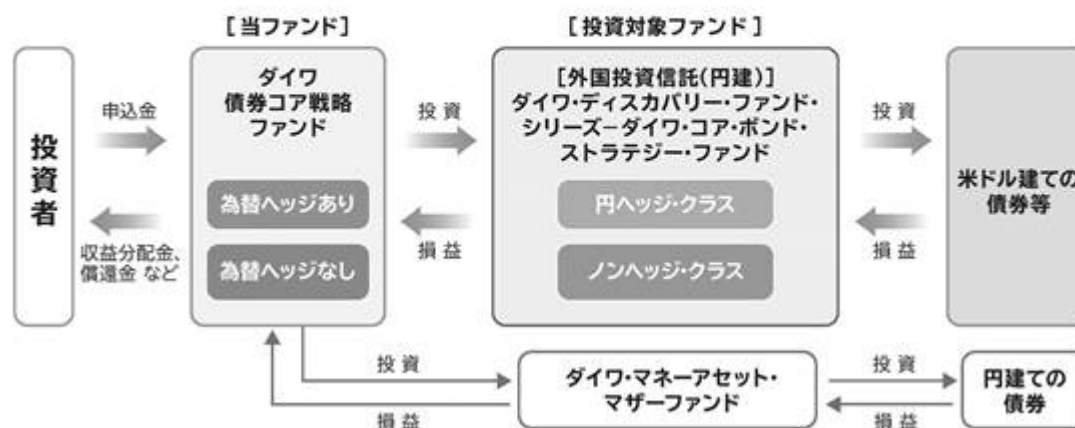 [当ファンド]
[投資対象ファンド]
投資者
申込金
収益分配金、
償還金 など
ダイワ
債券コア戦略
ファンド
為替ヘッジあり
為替ヘッジなし
投資
損益
[外国投資信託(円建)]
ダイワ・ディスカバリー・ファンド・
シリーズ－ダイワ・コア・ボンド・
ストラテジー・ファンド
円ヘッジ・クラス
ノンヘッジ・クラス
投資
損益
米ドル建ての
債券等
投資
損益
ダイワ・マネーアセット・
マザーファンド
投資
損益
円建ての
債券